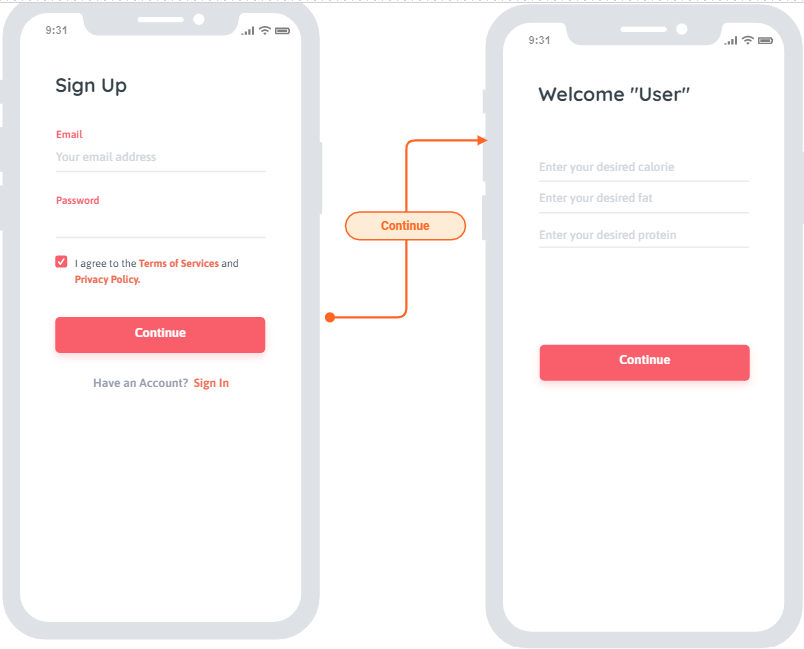 9:31
Sign Up
Email
Your email address
Password
I agree to the Terms of Services and
Privacy Policy.
Continue
Have an Account? Sign In
Continue
9:31
Welcome "User"
Enter your desired calorie
Enter your desired fat
Enter your desired protein
Continue